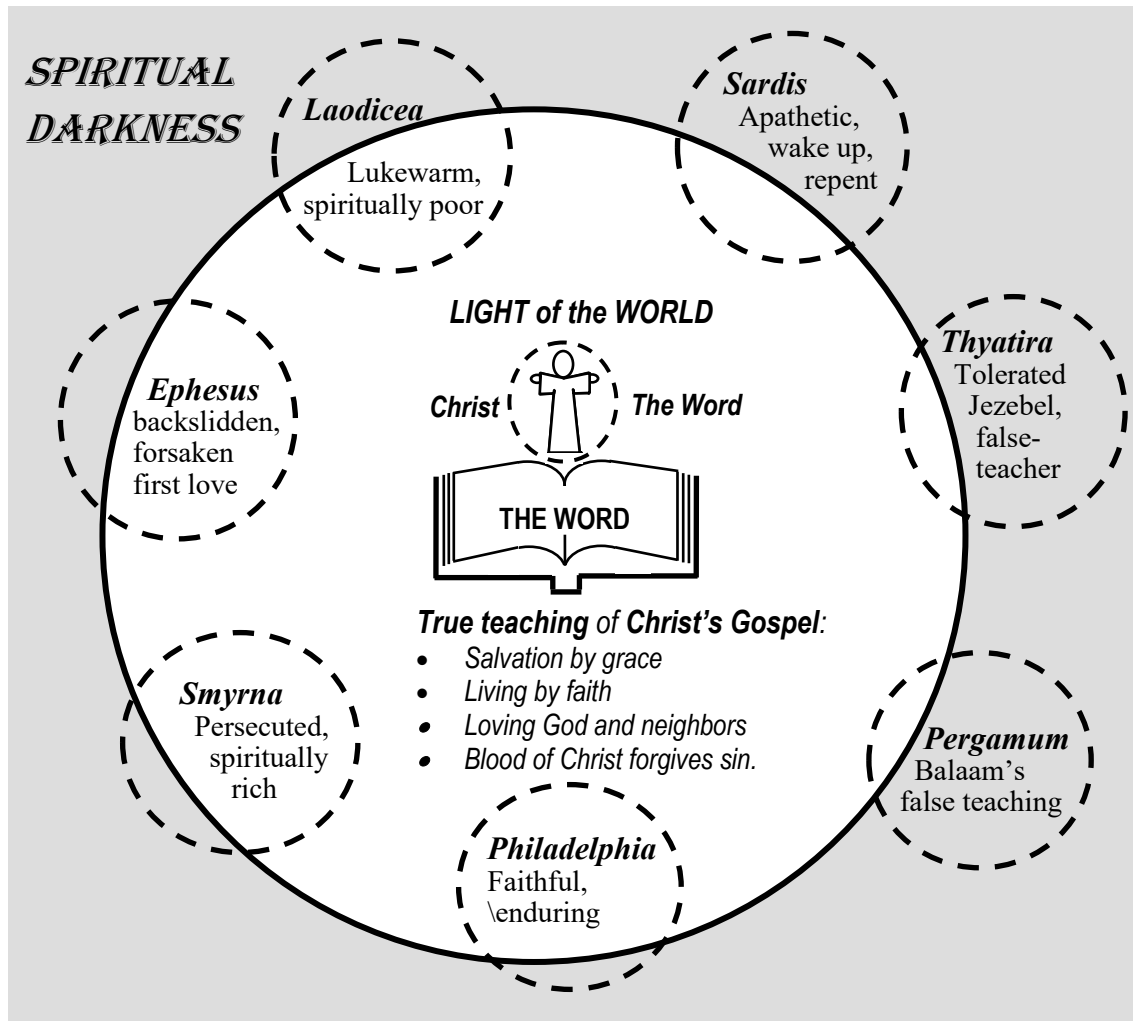 SPIRITUAL
DARKNESS
Laodicea
Lukewarm,
spiritually poor
Sardis
Apathetic,
wake up,
repent
LIGHT of the WORLD
Christ
The Word
THE WORD
Ephesus
backslidden,
forsaken
first love
Thyatira
Tolerated
Jezebel,
false-
teacher
True teaching of Christ's Gospel:
• Salvation by grace
• Living by faith
• Loving God and neighbors
• Blood of Christ forgives sin.
Smyrna
Persecuted,
spiritually
rich
Pergamum
Balaam’s
false teaching
Philadelphia
Faithful,
\enduring